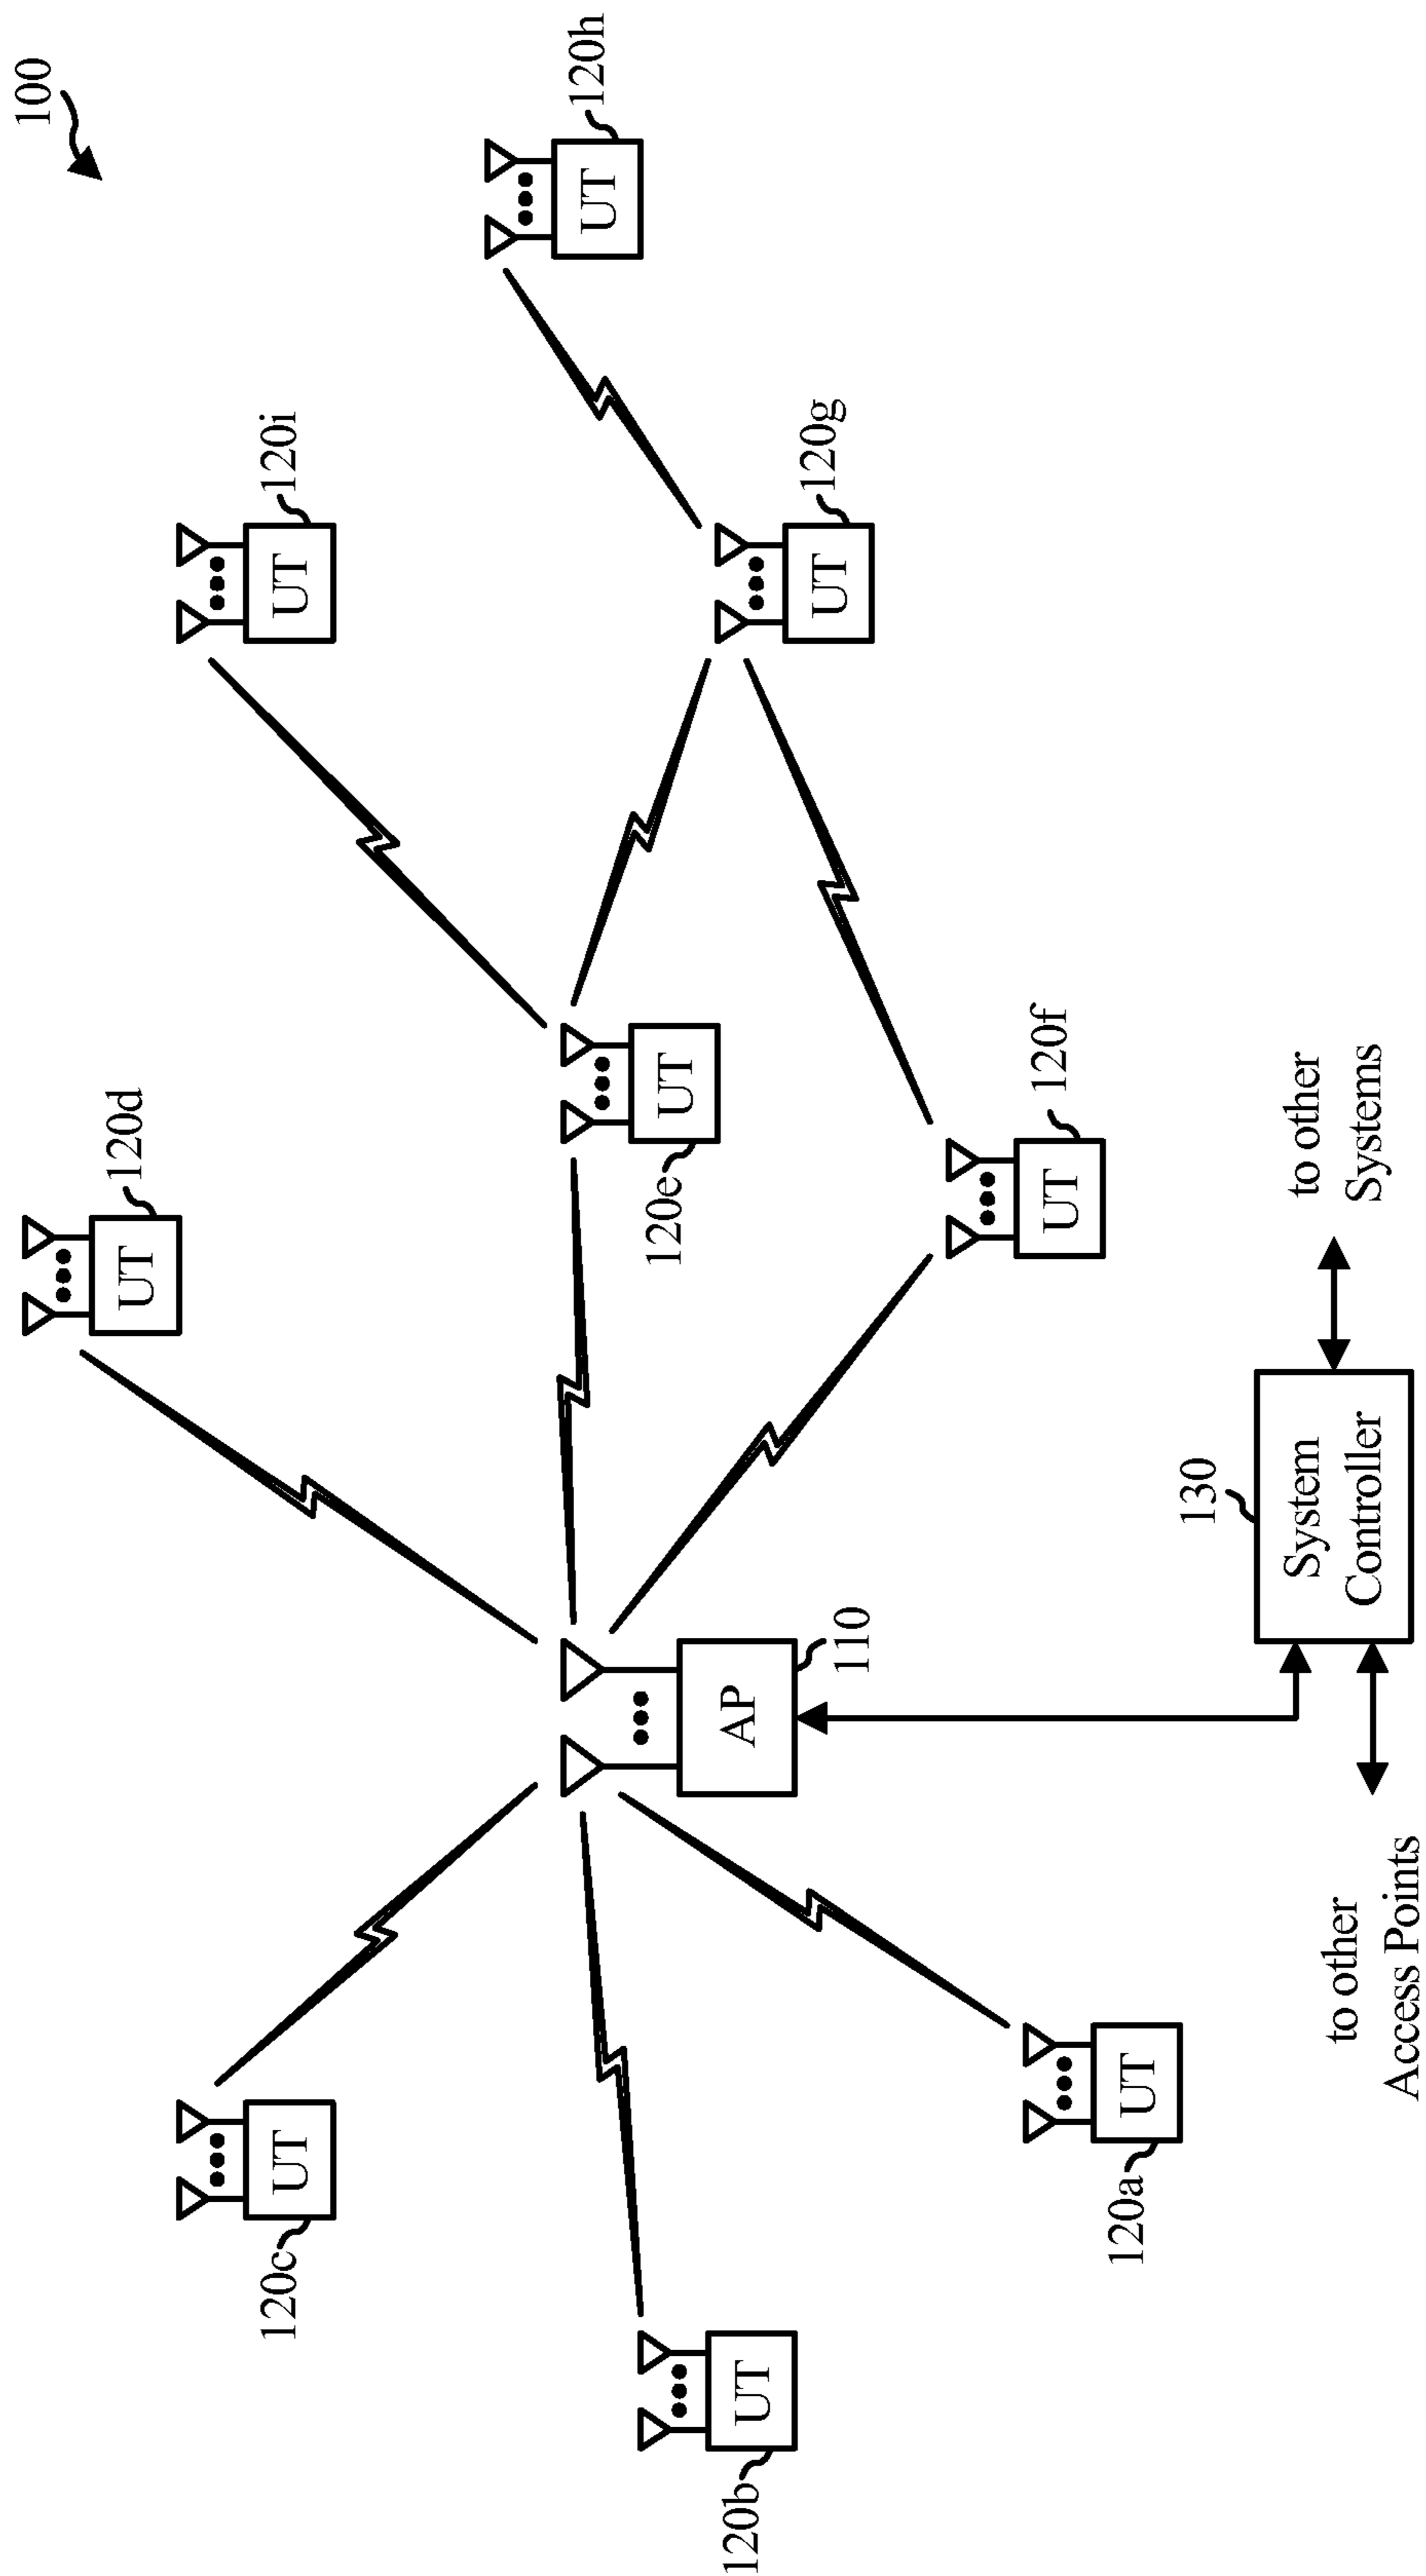 100
120d
UT
120i
UT
120c
UT
120h
UT
120e
UT
120b
UT
AP
110
120g
UT
120f
UT
120a
UT
130
System
Controller
to other
Systems
to other
Access Points